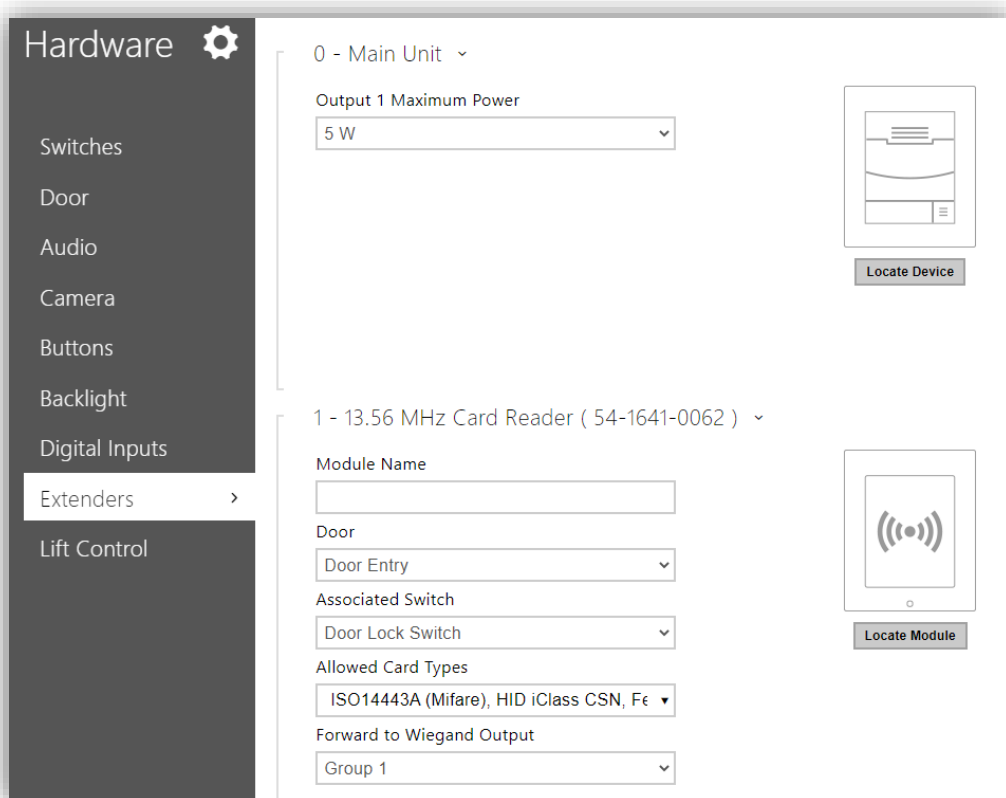 Hardware
Switches
Door
Audio
Camera
Buttons
Backlight
Digital Inputs
Extenders
Lift Control
0 - Main Unit
Output 1 Maximum Power
5 W
Locate Device
1 - 13.56 MHz Card Reader ( 54-1641-0062 )
Module Name
Door
Door Entry
Associated Switch
Door Lock Switch
Locate Module
Allowed Card Types
ISO14443A (Mifare), HID iClass CSN, Fe
Forward to Wiegand Output
Group 1